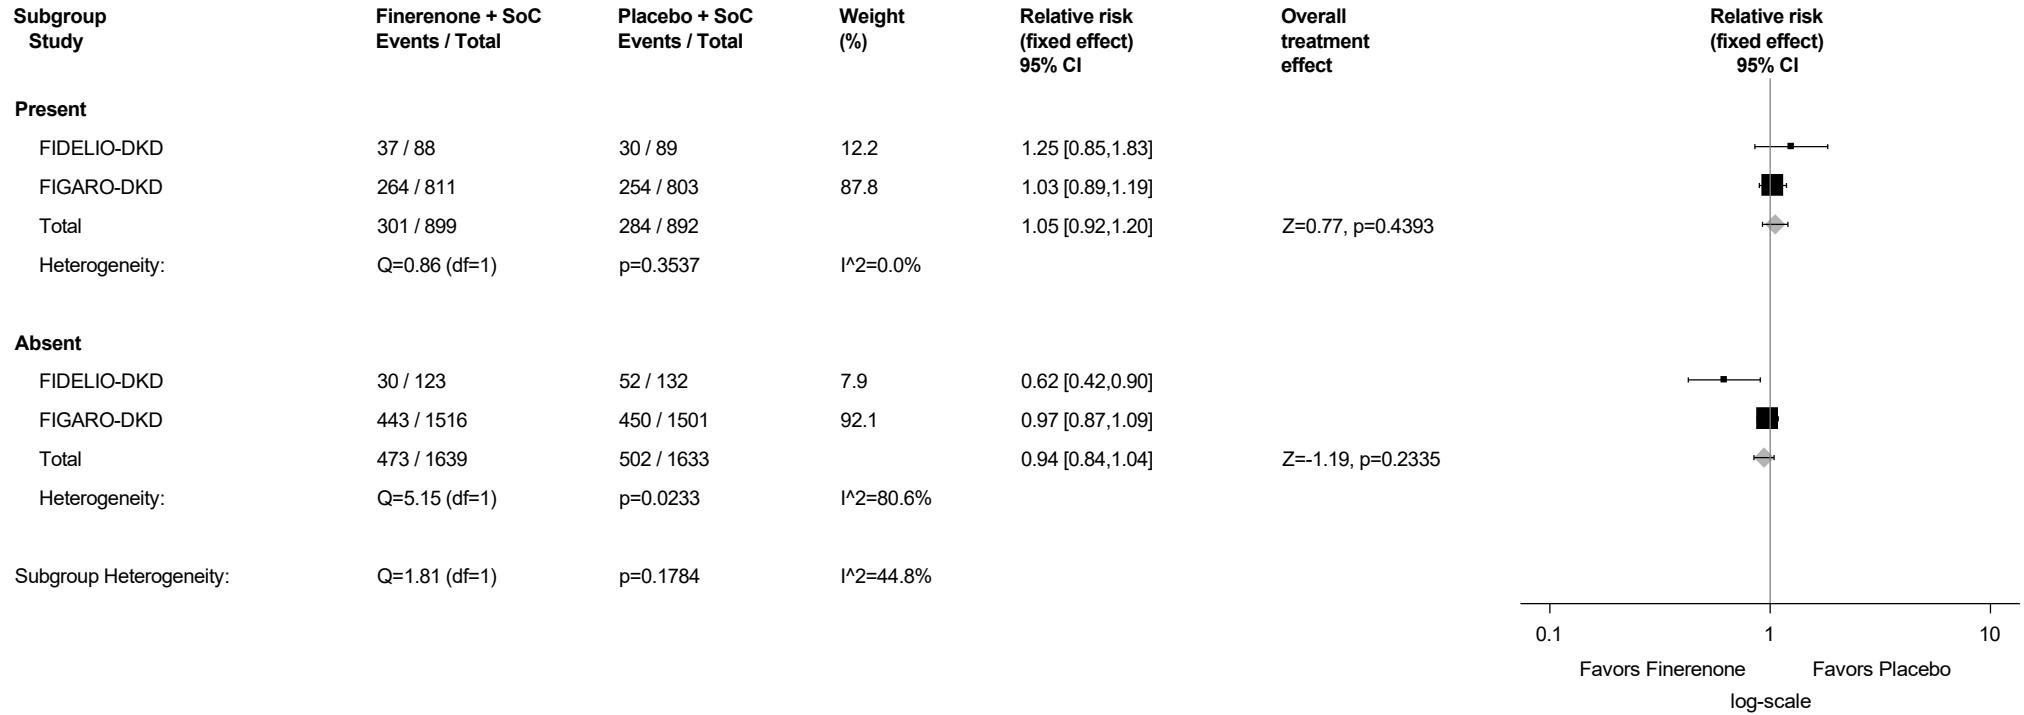 Subgroup Finerenone + SoC Placebo + SoC Weight Relative risk Overall Relative risk
Study Events / Total Events / Total (%) (fixed effect) treatment (fixed effect)
95% CI effect 95% CI
Present
FIDELIO-DKD 37 / 88 30 / 89 12.2 1.25 [0.85,1.83]
FIGARO-DKD 264 / 811 254 / 803 87.8 1.03 [0.89,1.19]
Total 301 / 899 284 / 892 1.05 [0.92,1.20] Z=0.77, p=0.4393
Heterogeneity: Q=0.86 (df=1) p=0.3537 I^2=0.0%
Absent
FIDELIO-DKD 30 / 123 52 / 132 7.9 0.62 [0.42,0.90]
FIGARO-DKD 443 / 1516 450 / 1501 92.1 0.97 [0.87,1.09]
Total 473 / 1639 502 / 1633 0.94 [0.84,1.04] Z=-1.19, p=0.2335
Heterogeneity: Q=5.15 (df=1) p=0.0233 I^2=80.6%
Subgroup Heterogeneity: Q=1.81 (df=1) p=0.1784 I^2=44.8%
0.1 1 10
Favors Finerenone Favors Placebo
log-scale